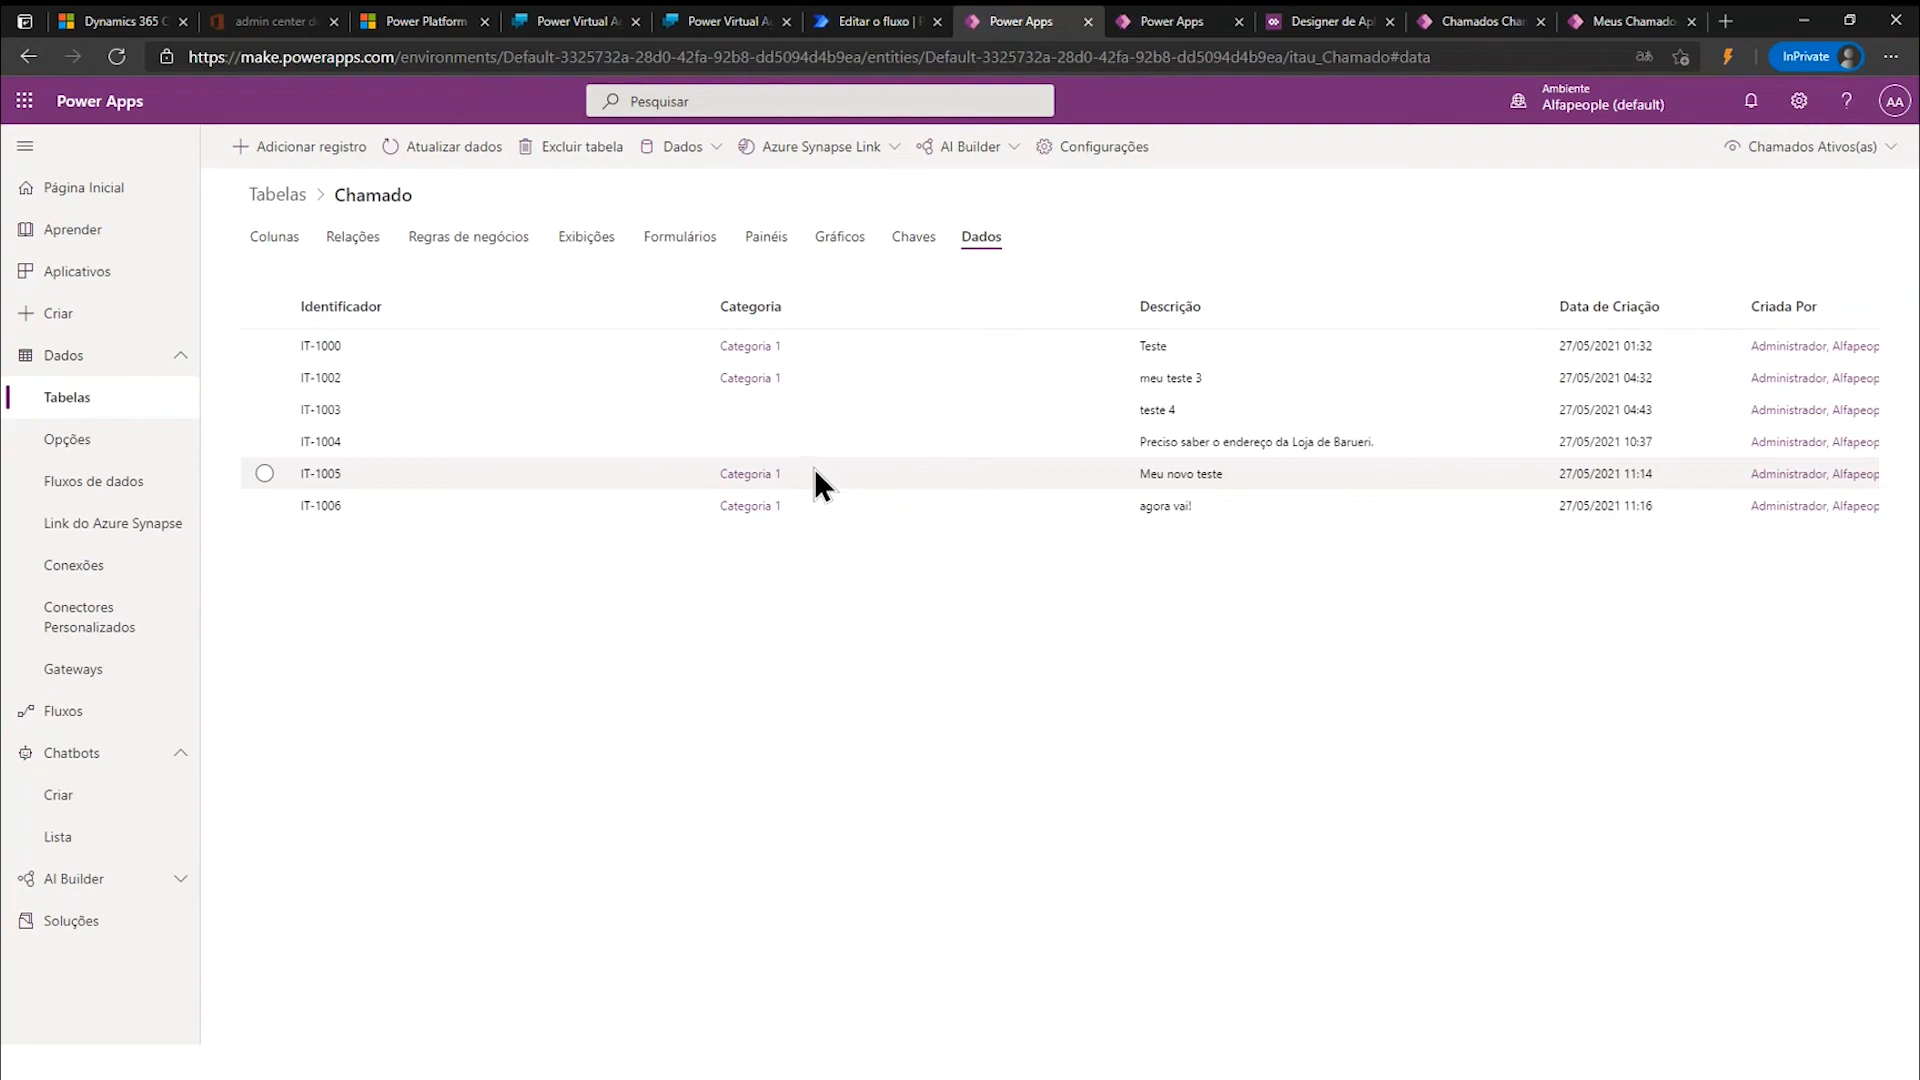 Dynamics 365 C
admin center d
Power Platform
Power Virtual A
Power Virtual A
Editar o fluxo | P
Power Apps
Power Apps
Designer de Apl
Chamados Cha
Meus Chamado
https://make.powerapps.com/environments/Default-3325732a-28d0-42fa-92b8-dd5094d4b9ea/entities/Default-3325732a-28d0-42fa-92b8-dd5094d4b9ea/itau_Chamado#data
InPrivate
Power Apps
Pesquisar
Ambiente
Alfapeople (default)
AA
Adicionar registro
Atualizar dados
Excluir tabela
Dados
Azure Synapse Link
AI Builder
Configurações
Chamados Ativos(as)
Página Inicial
Aprender
Aplicativos
Criar
Dados
Tabelas
Opções
Fluxos de dados
Link do Azure Synapse
Conexões
Conectores
Personalizados
Gateways
Fluxos
Chatbots
Criar
Lista
AI Builder
Soluções
Tabelas > Chamado
Colunas Relações Regras de negócios Exibições Formulários Painéis Gráficos Chaves Dados
Identificador Categoria Descrição Data de Criação Criada Por
IT-1000 Categoria 1 Teste 27/05/2021 01:32 Administrador, Alfapeop
IT-1002 Categoria 1 meu teste 3 27/05/2021 04:32 Administrador, Alfapeop
IT-1003 teste 4 27/05/2021 04:43 Administrador, Alfapeop
IT-1004 Preciso saber o endereço da Loja de Barueri. 27/05/2021 10:37 Administrador, Alfapeop
IT-1005 Categoria 1 Meu novo teste 27/05/2021 11:14 Administrador, Alfapeop
IT-1006 Categoria 1 agora vai! 27/05/2021 11:16 Administrador, Alfapeop